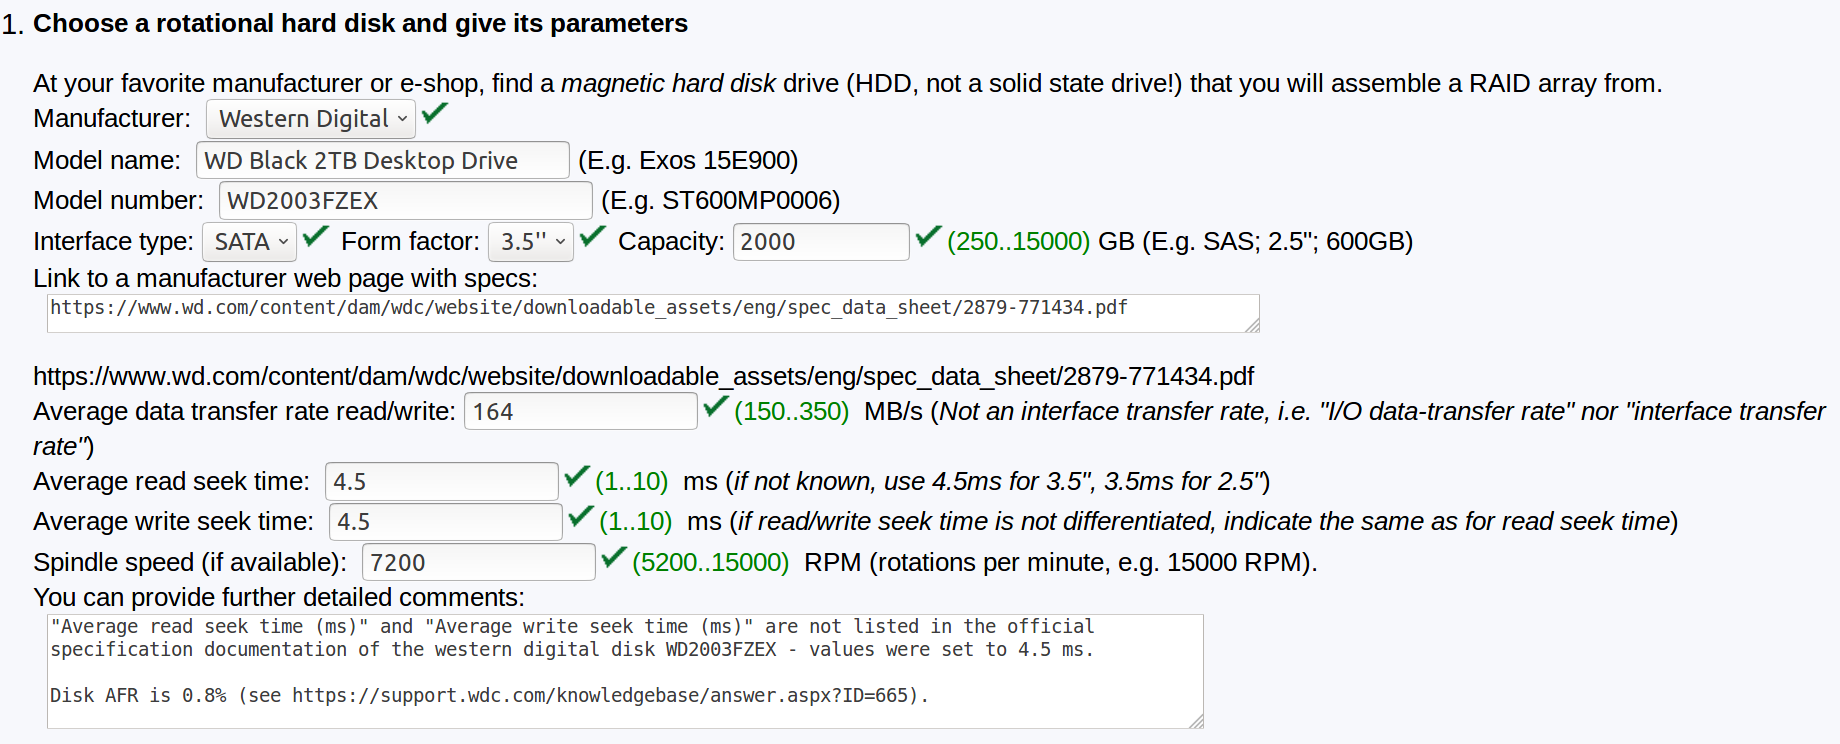 1. Choose a rotational hard disk and give its parameters
At your favorite manufacturer or e-shop, find a magnetic hard disk drive (HDD, not a solid state drive!) that you will assemble a RAID array from.
Manufacturer: Western Digital
Model name: WD Black 2TB Desktop Drive (E.g. Exos 15E900)
Model number: WD2003FZEX (E.g. ST600MP0006)
Interface type: SATA Form factor: 3.5'' Capacity: 2000 (250..15000) GB (E.g. SAS; 2.5"; 600GB)
Link to a manufacturer web page with specs:
https://www.wd.com/content/dam/wdc/website/downloadable_assets/eng/spec_data_sheet/2879-771434.pdf
https://www.wd.com/content/dam/wdc/website/downloadable_assets/eng/spec_data_sheet/2879-771434.pdf
Average data transfer rate read/write: 164 (150..350) MB/s (Not an interface transfer rate, i.e. "I/O data-transfer rate" nor "interface transfer
rate")
Average read seek time: 4.5 (1..10) ms (if not known, use 4.5ms for 3.5", 3.5ms for 2.5")
Average write seek time: 4.5 (1..10) ms (if read/write seek time is not differentiated, indicate the same as for read seek time)
Spindle speed (if available): 7200 (5200..15000) RPM (rotations per minute, e.g. 15000 RPM).
You can provide further detailed comments:
"Average read seek time (ms)" and "Average write seek time (ms)" are not listed in the official
specification documentation of the western digital disk WD2003FZEX - values were set to 4.5 ms.
Disk AFR is 0.8% (see https://support.wdc.com/knowledgebase/answer.aspx?ID=665).